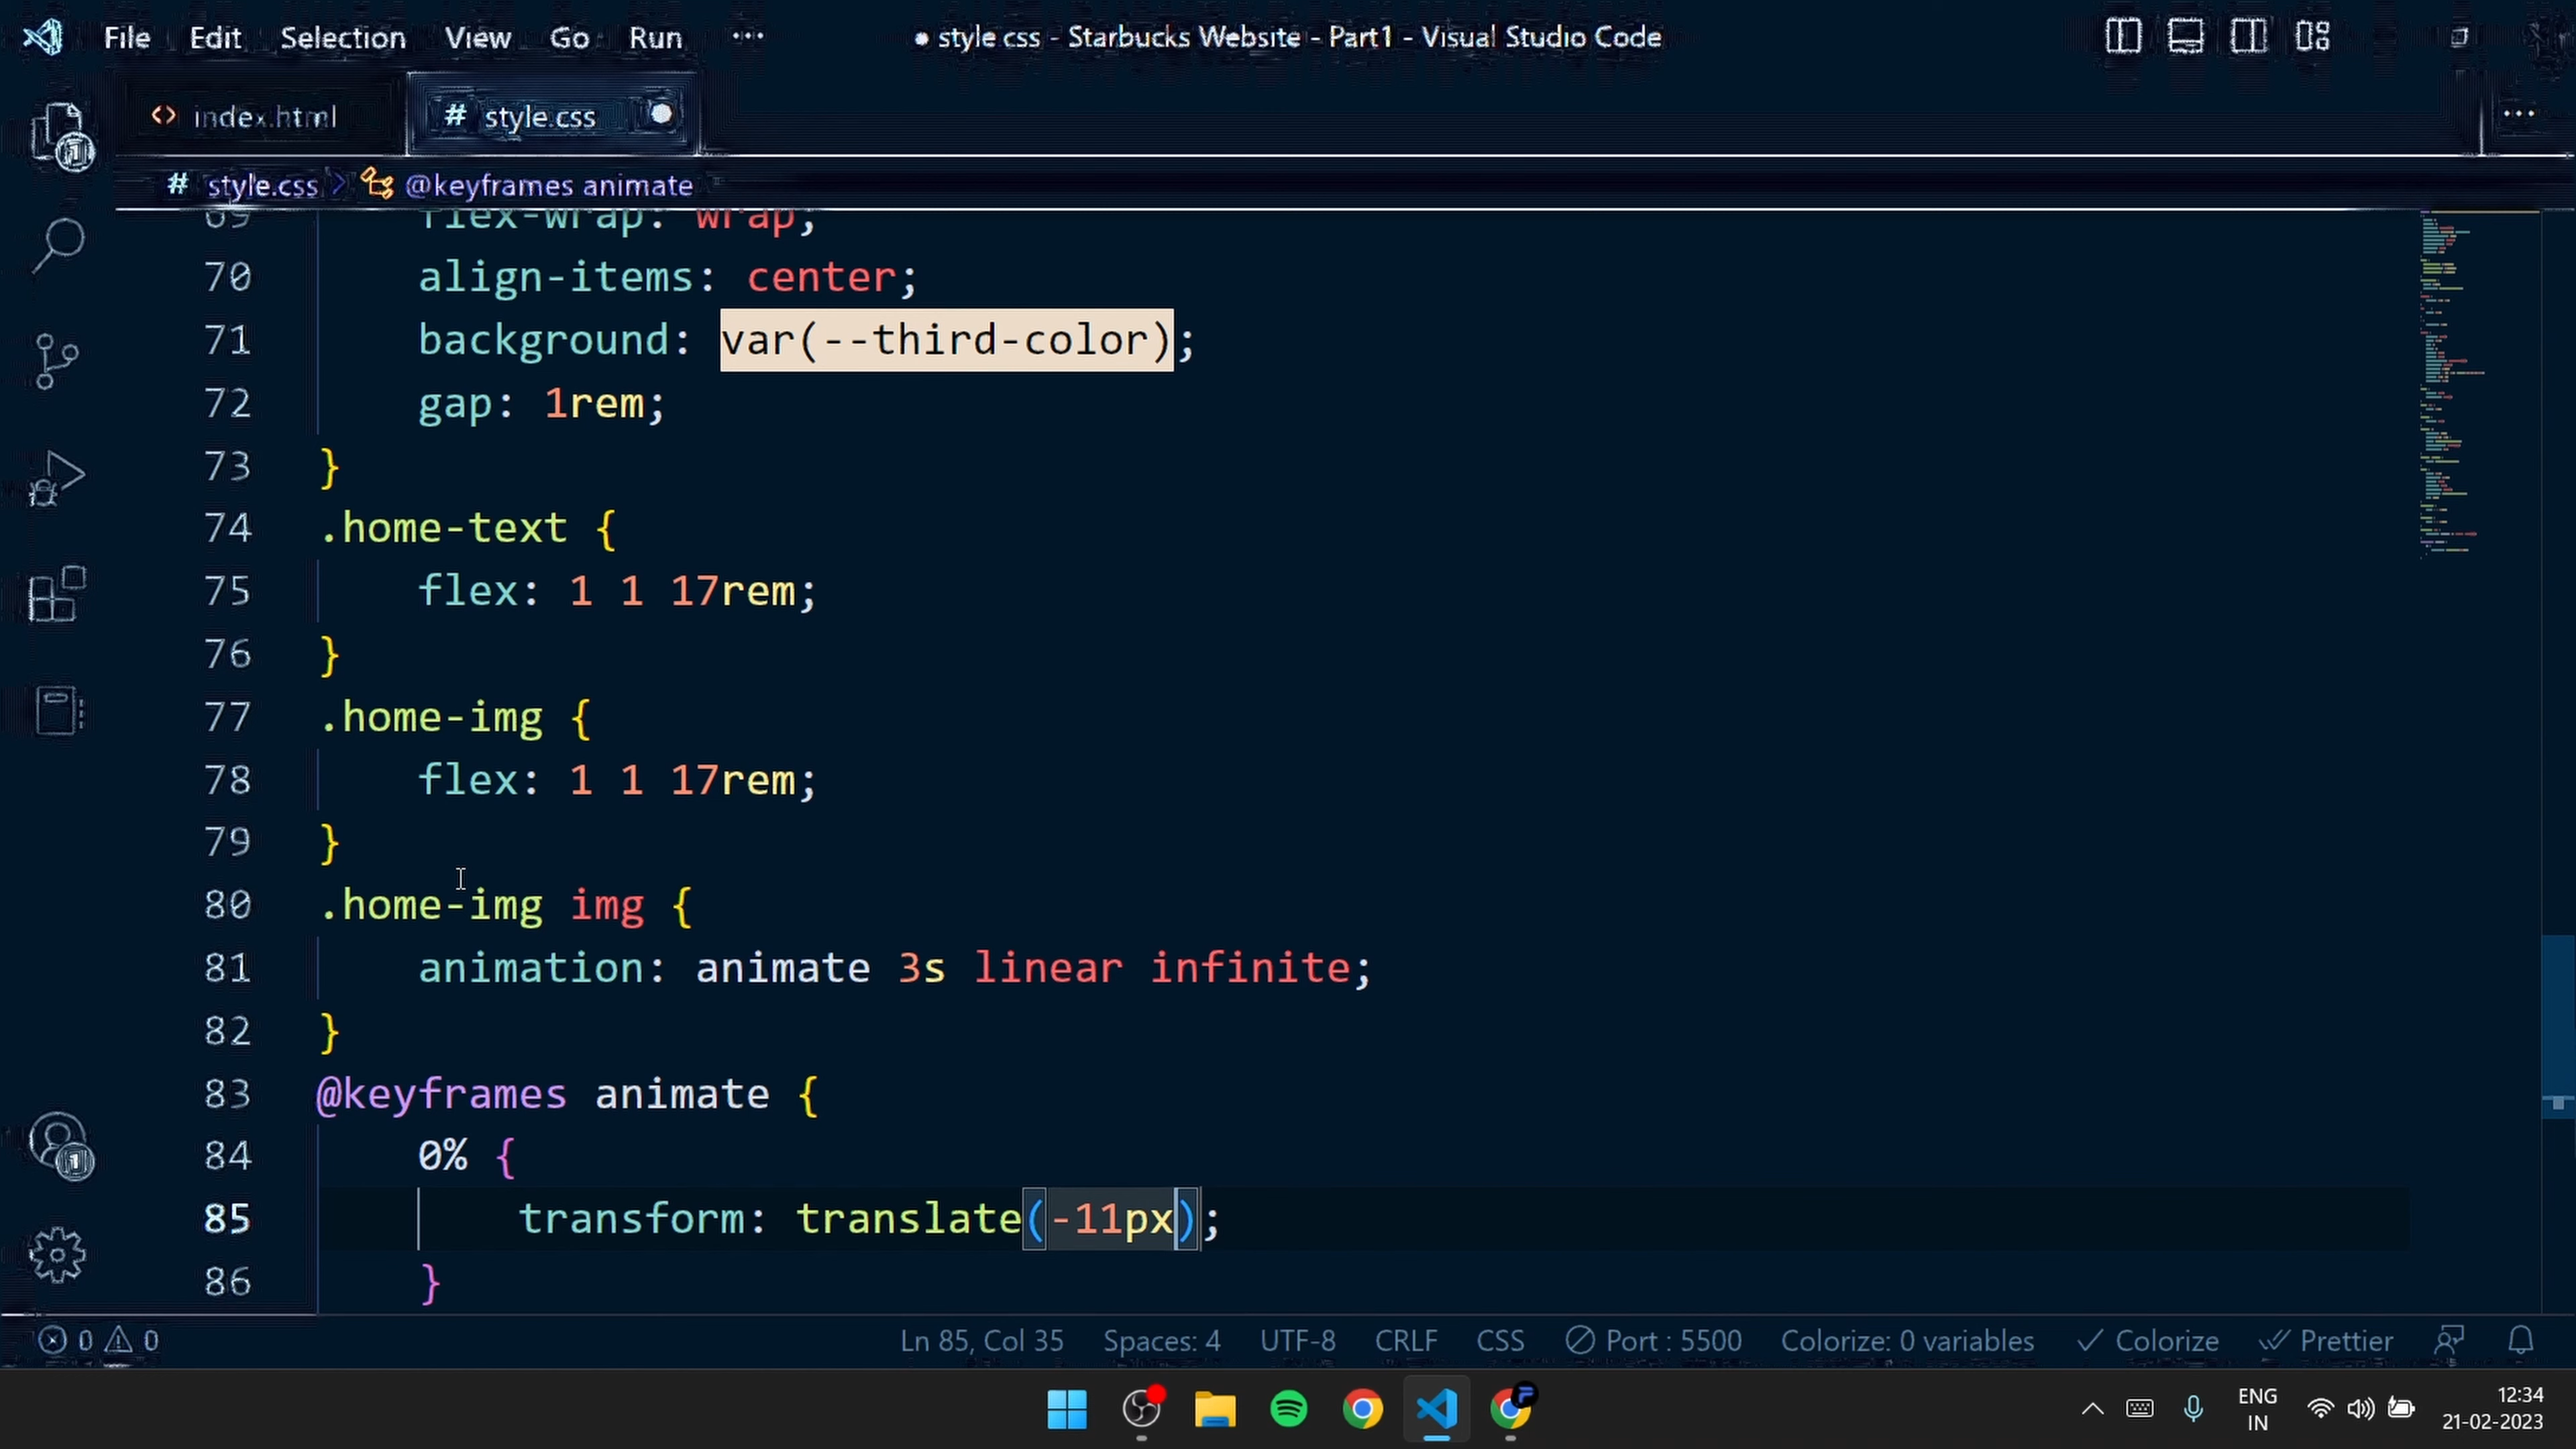 File Edit Selection View Go Run ··· ● style css - Starbucks Website - Part1 - Visual Studio Code
<> index.html # style.css ● ···
# style.css > @keyframes animate
69 flex-wrap: wrap;
70 align-items: center;
71 background: var(--third-color);
72 gap: 1rem;
73 }
74 .home-text {
75 flex: 1 1 17rem;
76 }
77 .home-img {
78 flex: 1 1 17rem;
79 }
80 .home-img img {
81 animation: animate 3s linear infinite;
82 }
83 @keyframes animate {
84 0% {
85 transform: translate(-11px);
86 }
1
0 0 Ln 85, Col 35 Spaces: 4 UTF-8 CRLF CSS Port : 5500 Colorize: 0 variables Colorize Prettier
ENG
IN
12:34
21-02-2023